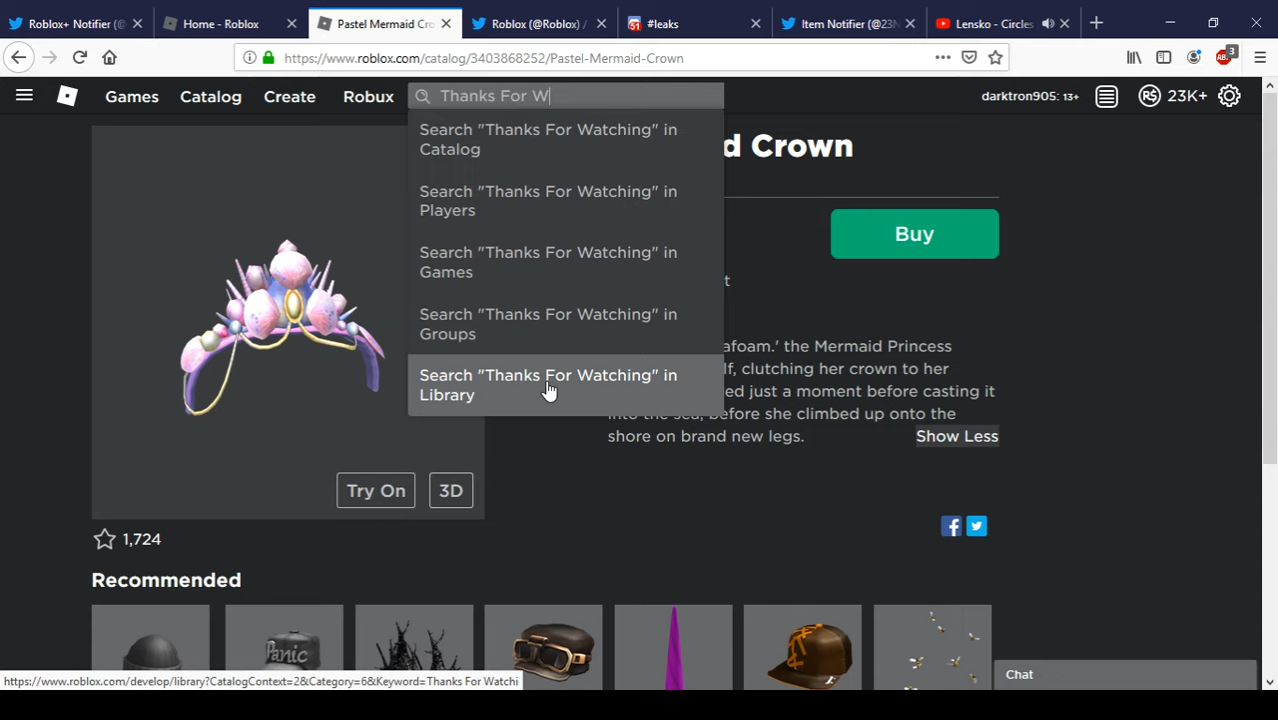 Roblox+ Notifier (@
Home - Roblox
Pastel Mermaid Cro
Roblox (@Roblox) /
51
#leaks
Item Notifier (@23N
Lensko - Circles
https://www.roblox.com/catalog/3403868252/Pastel-Mermaid-Crown
3
Games
Catalog
Create
Robux
Thanks For W
darktron905: 13+
R$
23K+
Search "Thanks For Watching" in
Catalog
Search "Thanks For Watching" in
Players
Search "Thanks For Watching" in
Games
Search "Thanks For Watching" in
Groups
Search "Thanks For Watching" in
Library
d Crown
Buy
t
afoam.' the Mermaid Princess
lf, clutching her crown to her
ed just a moment before casting it
into the sea, before she climbed up onto the
shore on brand new legs.
Show Less
Try On
3D
1,724
Recommended
Panic
Chat
https://www.roblox.com/develop/library?CatalogContext=2&Category=6&Keyword=Thanks For Watchi